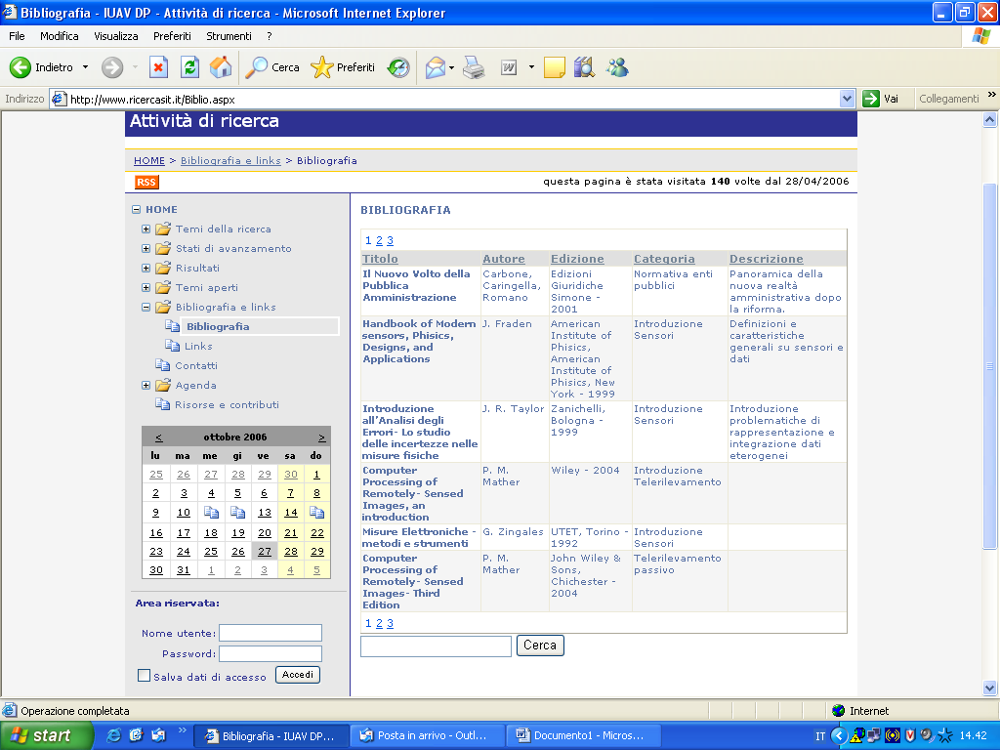 Bibliografia - IUAV DP - Attività di ricerca - Microsoft Internet Explorer
File Modifica Visualizza Preferiti Strumenti ?
Indietro Cerca Preferiti
Indirizzo http://www.ricercasit.it/Biblio.aspx Vai Collegamenti »
Attività di ricerca
HOME > Bibliografia e links > Bibliografia
RSS questa pagina è stata visitata 140 volte dal 28/04/2006
HOME
Temi della ricerca
Stati di avanzamento
Risultati
Temi aperti
Bibliografia e links
Bibliografia
Links
Contatti
Agenda
Risorse e contributi
< ottobre 2006 >
lu ma me gi ve sa do
25 26 27 28 29 30 1
2 3 4 5 6 7 8
9 10 13 14
16 17 18 19 20 21 22
23 24 25 26 27 28 29
30 31 1 2 3 4 5
Area riservata:
Nome utente:
Password:
Salva dati di accesso Accedi
BIBLIOGRAFIA
1 2 3
Titolo Autore Edizione Categoria Descrizione
Il Nuovo Volto della Carbone, Edizioni Normativa enti Panoramica della
Pubblica Caringella, Giuridiche pubblici nuova realtà
Amministrazione Romano Simone - amministrativa dopo
2001 la riforma.
Handbook of Modern J. Fraden American Introduzione Definizioni e
sensors, Phisics, Institute of Sensori caratteristiche
Designs, and Phisics, generali su sensori e
Applications American dati
Institute of
Phisics, New
York - 1999
Introduzione J. R. Taylor Zanichelli, Introduzione Introduzione
all'Analisi degli Bologna - Sensori problematiche di
Errori- Lo studio 1999 rappresentazione e
delle incertezze nelle integrazione dati
misure fisiche eterogenei
Computer P. M. Wiley - 2004 Introduzione
Processing of Mather Telerilevamento
Remotely- Sensed
Images, an
introduction
Misure Elettroniche - G. Zingales UTET, Torino - Introduzione
metodi e strumenti 1992 Sensori
Computer P. M. John Wiley & Telerilevamento
Processing of Mather Sons, passivo
Remotely- Sensed Chichester -
Images- Third 2004
Edition
1 2 3
Cerca
Operazione completata Internet
start » Bibliografia - IUAV DP... Posta in arrivo - Outl... Documento1 - Micros... IT 14.42